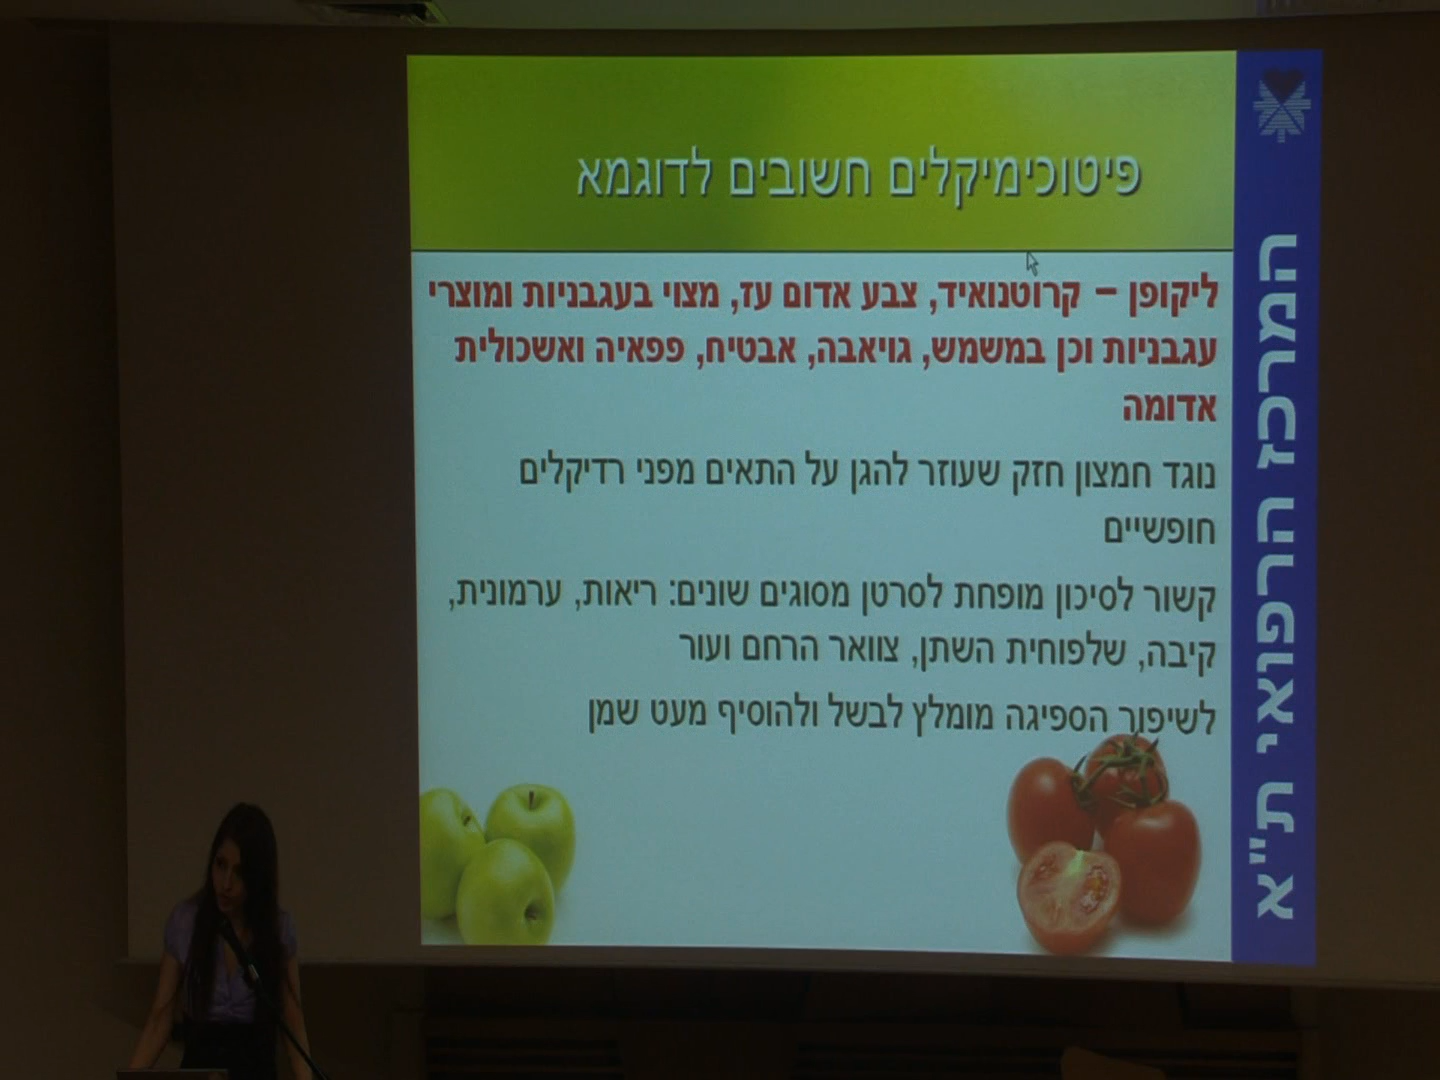 פיטוכימיקלים חשובים לדוגמא
ליקופן – קרוטנואיד, צבע אדום עז, מצוי בעגבניות ומוצרי
עגבניות וכן במשמש, גויאבה, אבטיח, פפאיה ואשכולית
אדומה
נוגד חמצון חזק שעוזר להגן על התאים מפני רדיקלים
חופשיים
קשור לסיכון מופחת לסרטן מסוגים שונים: ריאות, ערמונית,
קיבה, שלפוחית השתן, צוואר הרחם ועור
לשיפור הספיגה מומלץ לבשל ולהוסיף מעט שמן
המרכז הרפואי ת"א